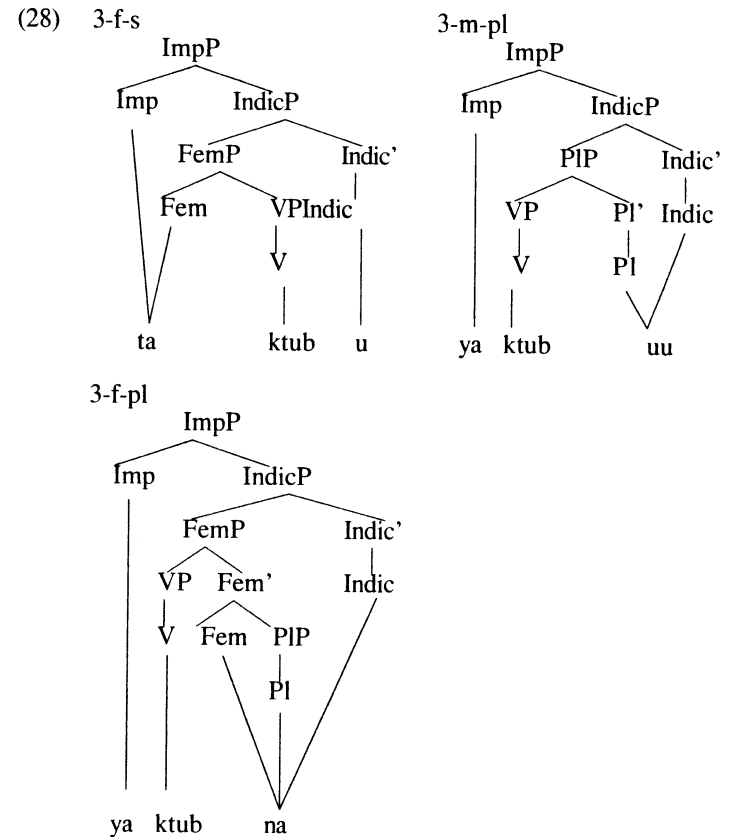 (28) 3-f-s
ImpP
Imp IndicP
FemP Indic’
Fem VPIndic
V
ta ktub u
3-m-pl
ImpP
Imp IndicP
PlP Indic’
VP Pl’ Indic
V Pl
ya ktub uu
3-f-pl
ImpP
Imp IndicP
FemP Indic’
VP Fem’ Indic
V Fem PlP
Pl
ya ktub na